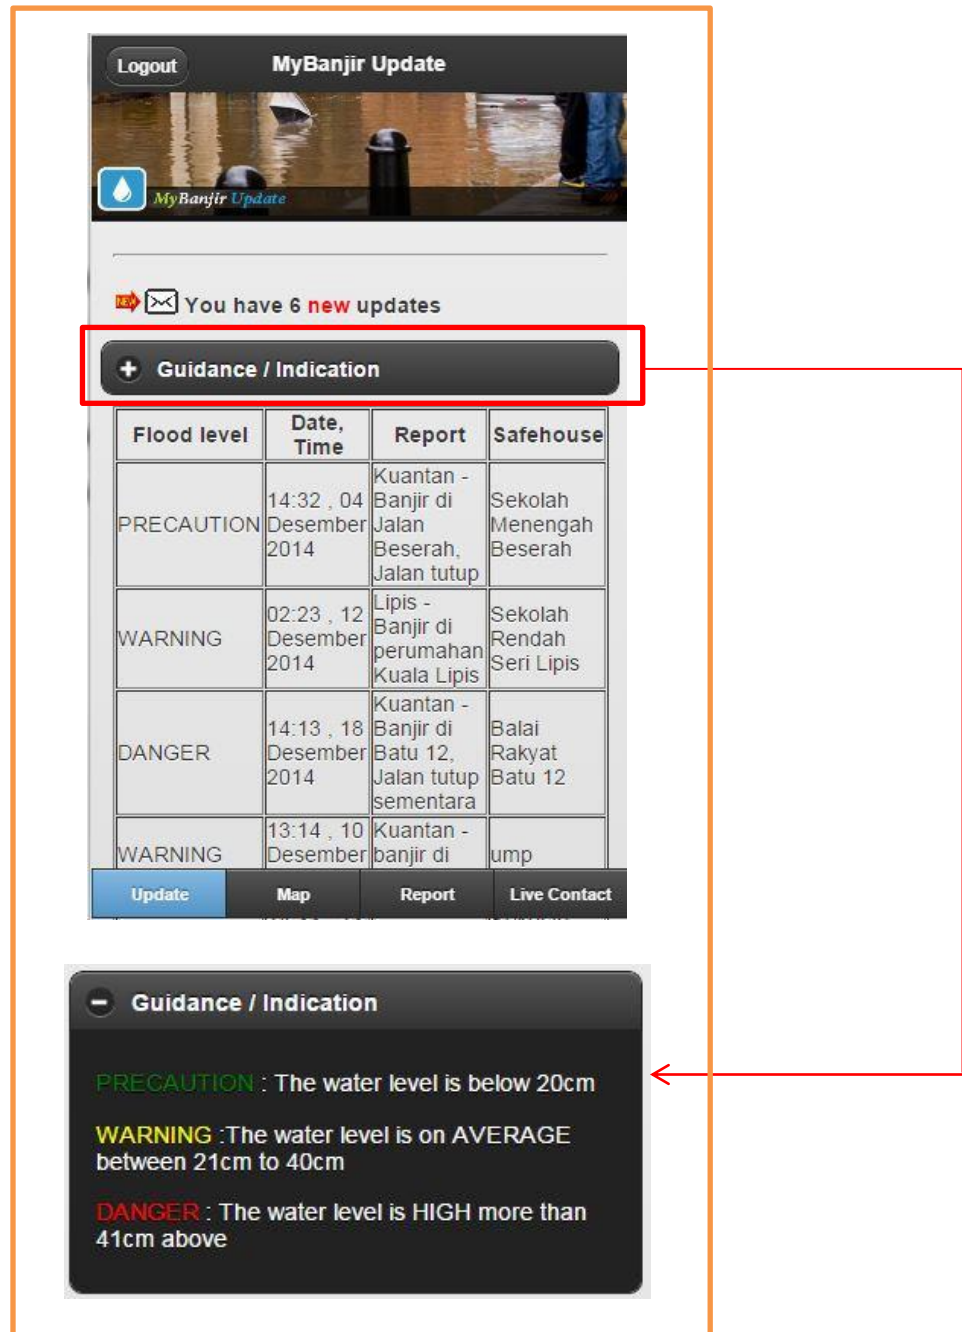 Logout MyBanjir Update
MyBanjir Update
NEW You have 6 new updates
Guidance / Indication
Flood level Date, Time Report Safehouse
PRECAUTION 14:32 , 04 Desember 2014 Kuantan - Banjir di Jalan Beserah, Jalan tutup Sekolah Menengah Beserah
WARNING 02:23 , 12 Desember 2014 Lipis - Banjir di perumahan Kuala Lipis Sekolah Rendah Seri Lipis
DANGER 14:13 , 18 Desember 2014 Kuantan - Banjir di Batu 12, Jalan tutup sementara Balai Rakyat Batu 12
WARNING 13:14 , 10 Desember Kuantan - banjir di ump
Update Map Report Live Contact
Guidance / Indication
PRECAUTION : The water level is below 20cm
WARNING :The water level is on AVERAGE
between 21cm to 40cm
DANGER : The water level is HIGH more than
41cm above